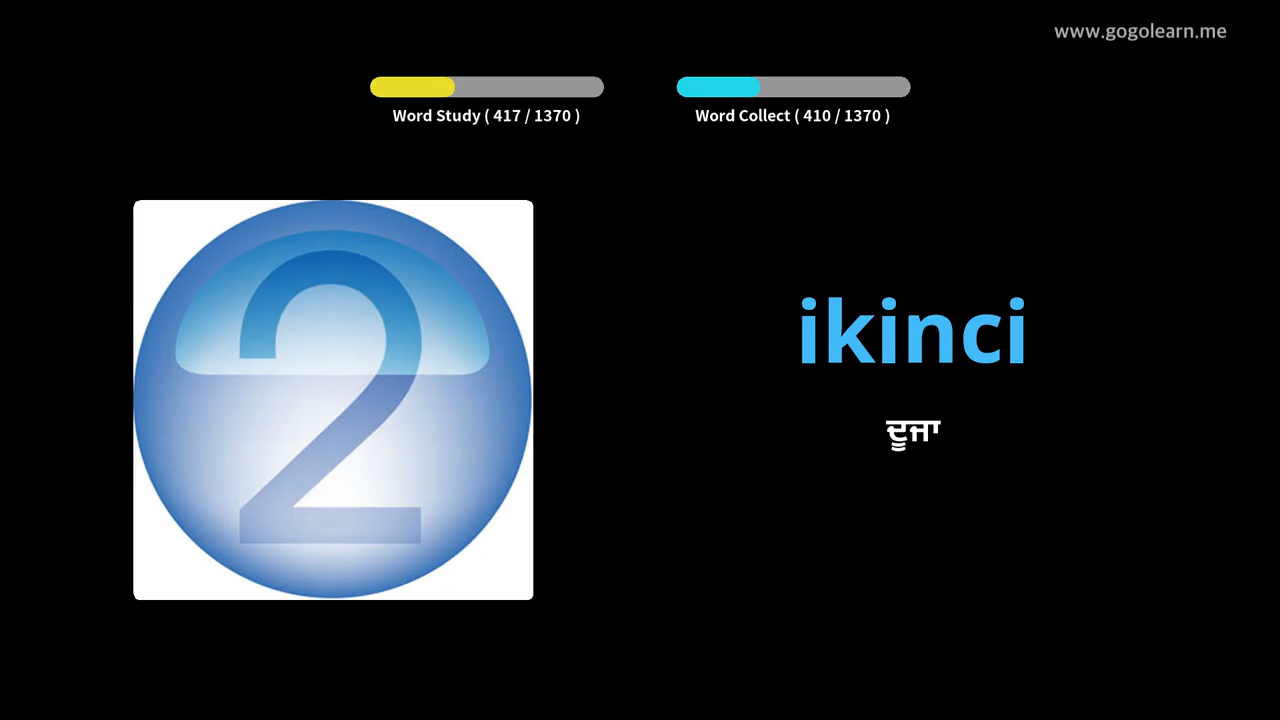 www.gogolearn.me
Word Study ( 417 / 1370 )
Word Collect ( 410 / 1370 )
2
ikinci
ਦੂਜਾ